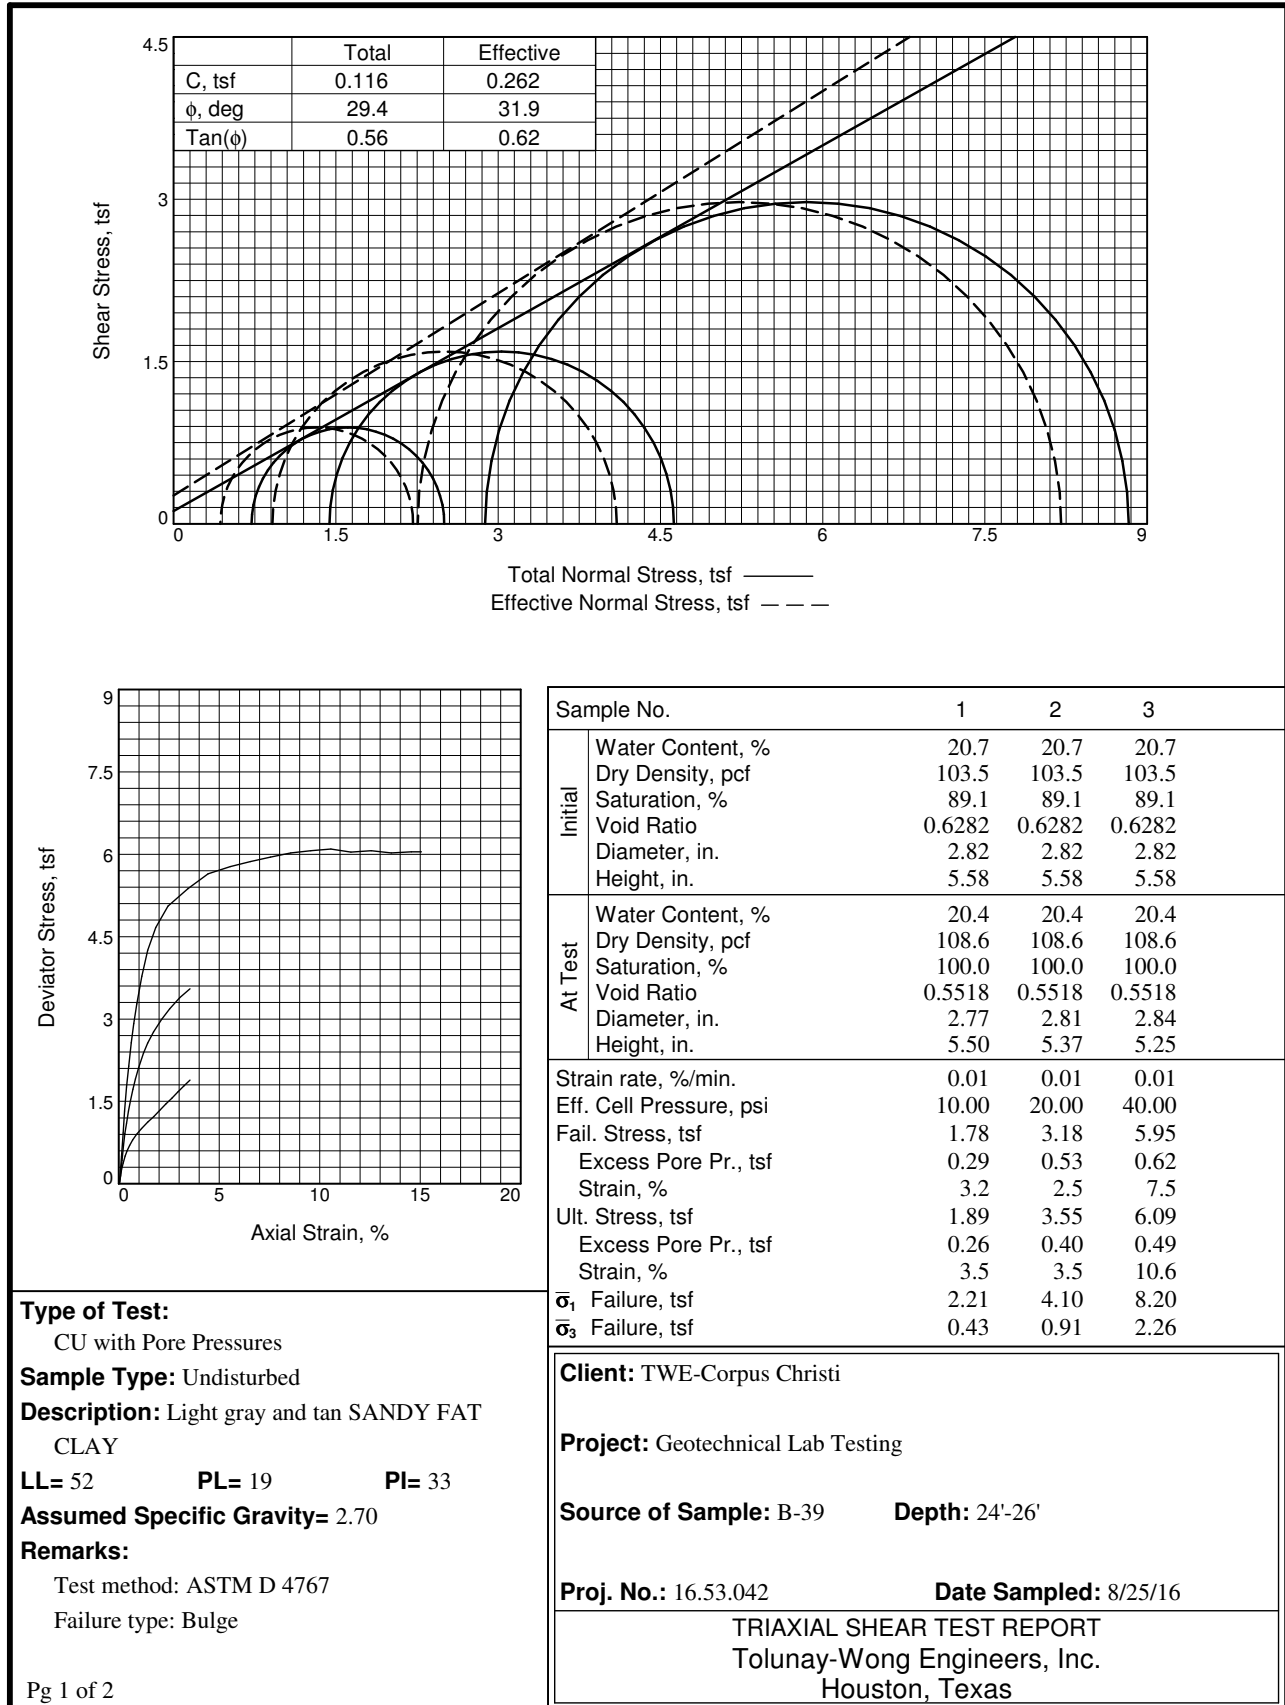 4.5
Total Effective
C, tsf 0.116 0.262
ϕ, deg 29.4 31.9
Tan(ϕ) 0.56 0.62
3
Shear Stress, tsf
1.5
0
0 1.5 3 4.5 6 7.5 9
Total Normal Stress, tsf ———
Effective Normal Stress, tsf — — —
9
7.5
6
Deviator Stress, tsf
4.5
3
1.5
0
0 5 10 15 20
Axial Strain, %
Sample No. 1 2 3
Initial
Water Content, % 20.7 20.7 20.7
Dry Density, pcf 103.5 103.5 103.5
Saturation, % 89.1 89.1 89.1
Void Ratio 0.6282 0.6282 0.6282
Diameter, in. 2.82 2.82 2.82
Height, in. 5.58 5.58 5.58
At Test
Water Content, % 20.4 20.4 20.4
Dry Density, pcf 108.6 108.6 108.6
Saturation, % 100.0 100.0 100.0
Void Ratio 0.5518 0.5518 0.5518
Diameter, in. 2.77 2.81 2.84
Height, in. 5.50 5.37 5.25
Strain rate, %/min. 0.01 0.01 0.01
Eff. Cell Pressure, psi 10.00 20.00 40.00
Fail. Stress, tsf 1.78 3.18 5.95
Excess Pore Pr., tsf 0.29 0.53 0.62
Strain, % 3.2 2.5 7.5
Ult. Stress, tsf 1.89 3.55 6.09
Excess Pore Pr., tsf 0.26 0.40 0.49
Strain, % 3.5 3.5 10.6
σ̅₁ Failure, tsf 2.21 4.10 8.20
σ̅₃ Failure, tsf 0.43 0.91 2.26
Type of Test:
CU with Pore Pressures
Sample Type: Undisturbed
Description: Light gray and tan SANDY FAT
CLAY
LL= 52 PL= 19 PI= 33
Assumed Specific Gravity= 2.70
Remarks:
Test method: ASTM D 4767
Failure type: Bulge
Pg 1 of 2
Client: TWE-Corpus Christi
Project: Geotechnical Lab Testing
Source of Sample: B-39 Depth: 24'-26'
Proj. No.: 16.53.042 Date Sampled: 8/25/16
TRIAXIAL SHEAR TEST REPORT
Tolunay-Wong Engineers, Inc.
Houston, Texas